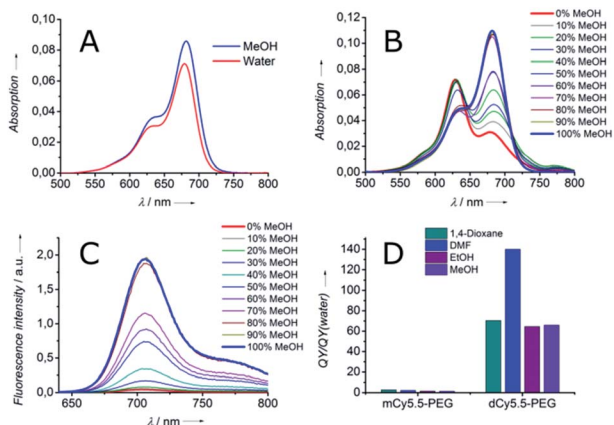 A
Absorption
0,10
0,08
0,06
0,04
0,02
0,00
500 550 600 650 700 750 800
λ / nm
MeOH
Water
B
Absorption
0,12
0,10
0,08
0,06
0,04
0,02
0,00
500 550 600 650 700 750 800
λ / nm
0% MeOH
10% MeOH
20% MeOH
30% MeOH
40% MeOH
50% MeOH
60% MeOH
70% MeOH
80% MeOH
90% MeOH
100% MeOH
C
Fluorescence intensity / a.u.
2,0
1,5
1,0
0,5
0,0
650 700 750 800
λ / nm
0% MeOH
10% MeOH
20% MeOH
30% MeOH
40% MeOH
50% MeOH
60% MeOH
70% MeOH
80% MeOH
90% MeOH
100% MeOH
D
QY/QY(water)
140
120
100
80
60
40
20
0
mCy5.5-PEG dCy5.5-PEG
1,4-Dioxane
DMF
EtOH
MeOH